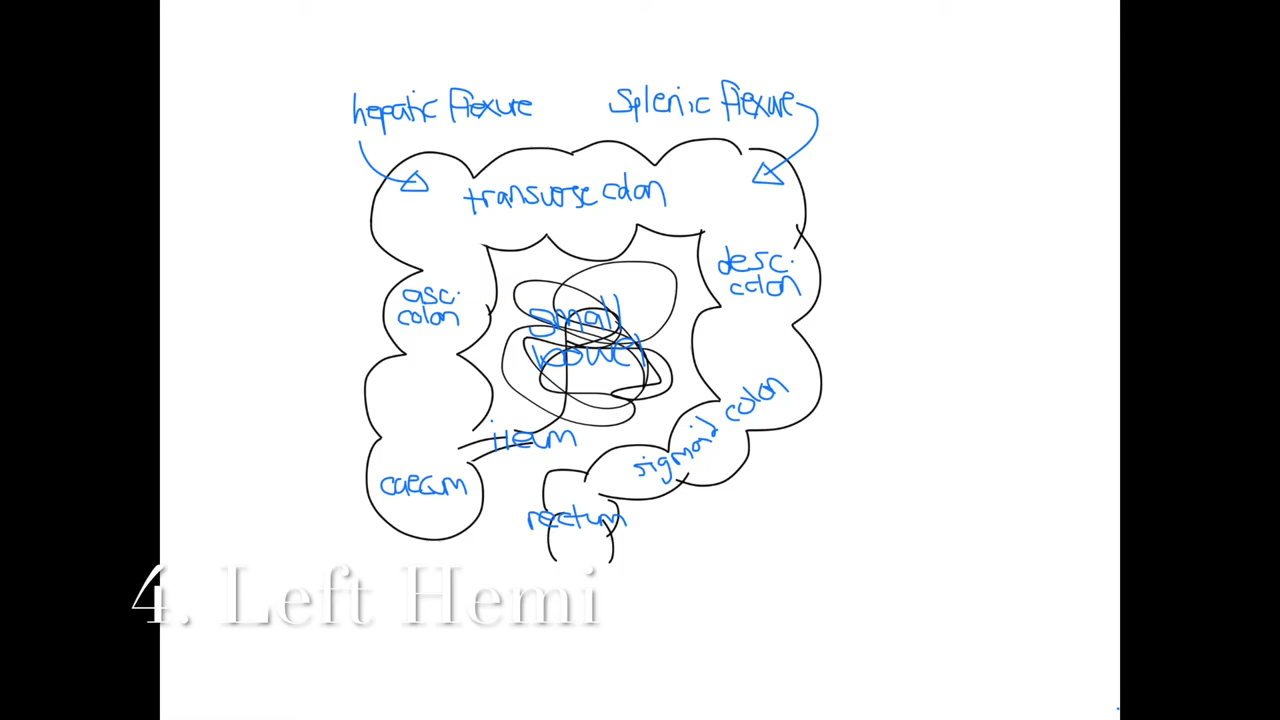 hepatic flexure
splenic flexure
transverse colon
desc.
colon
asc.
colon
small
bowel
sigmoid colon
ileum
caecum
rectum
4. Left Hemi